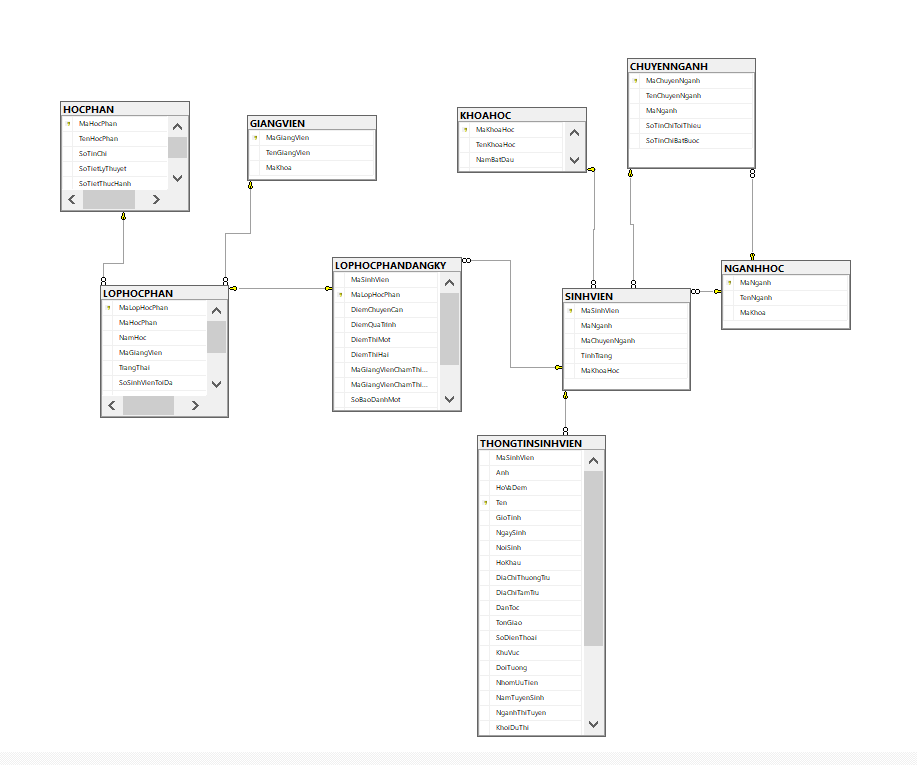 HOCPHAN
MaHocPhan
TenHocPhan
SoTinChi
SoTietLyThuyet
SoTietThucHanh
GIANGVIEN
MaGiangVien
TenGiangVien
MaKhoa
KHOAHOC
MaKhoaHoc
TenKhoaHoc
NamBatDau
CHUYENNGANH
MaChuyenNganh
TenChuyenNganh
MaNganh
SoTinChiToiThieu
SoTinChiBatBuoc
LOPHOCPHAN
MaLopHocPhan
MaHocPhan
NamHoc
MaGiangVien
TrangThai
SoSinhVienToiDa
LOPHOCPHANDANGKY
MaSinhVien
MaLopHocPhan
DiemChuyenCan
DiemQuaTrinh
DiemThiMot
DiemThiHai
MaGiangVienChamThi...
MaGiangVienChamThi...
SoBaoDanhMot
SINHVIEN
MaSinhVien
MaNganh
MaChuyenNganh
TinhTrang
MaKhoaHoc
NGANHHOC
MaNganh
TenNganh
MaKhoa
THONGTINSINHVIEN
MaSinhVien
Anh
HoVaDem
Ten
GioiTinh
NgaySinh
NoiSinh
HoKhau
DiaChiThuongTru
DiaChiTamTru
DanToc
TonGiao
SoDienThoai
KhuVuc
DoiTuong
NhomUuTien
NamTuyenSinh
NganhThiTuyen
KhoiDuThi